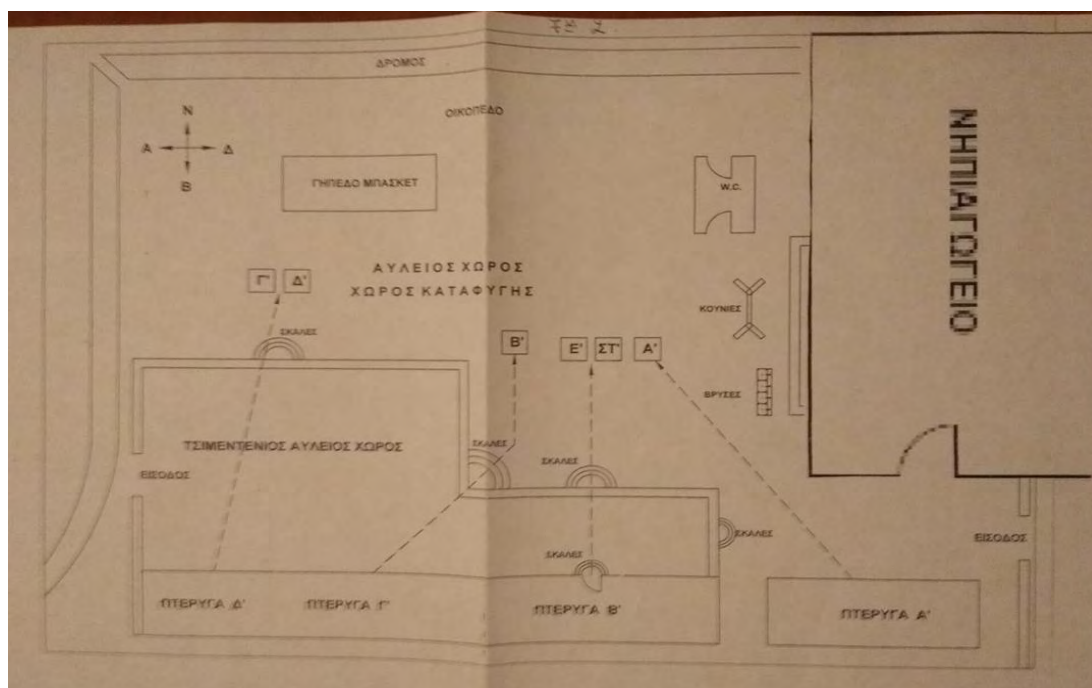 ΔΡΟΜΟΣ
ΟΙΚΟΠΕΔΟ
Ν
Α Δ
Β
ΓΗΠΕΔΟ ΜΠΑΣΚΕΤ
W.C.
ΝΗΠΙΑΓΩΓΕΙΟ
ΑΥΛΕΙΟΣ ΧΩΡΟΣ
ΧΩΡΟΣ ΚΑΤΑΦΥΓΗΣ
Γ' Δ'
ΚΟΥΝΙΕΣ
ΣΚΑΛΕΣ
Β' Ε' ΣΤ' Α'
ΒΡΥΣΕΣ
ΤΣΙΜΕΝΤΕΝΙΟΣ ΑΥΛΕΙΟΣ ΧΩΡΟΣ
ΣΚΑΛΕΣ
ΣΚΑΛΕΣ
ΕΙΣΟΔΟΣ
ΣΚΑΛΕΣ
ΕΙΣΟΔΟΣ
ΣΚΑΛΕΣ
ΠΤΕΡΥΓΑ Δ'
ΠΤΕΡΥΓΑ Γ'
ΠΤΕΡΥΓΑ Β'
ΠΤΕΡΥΓΑ Α'